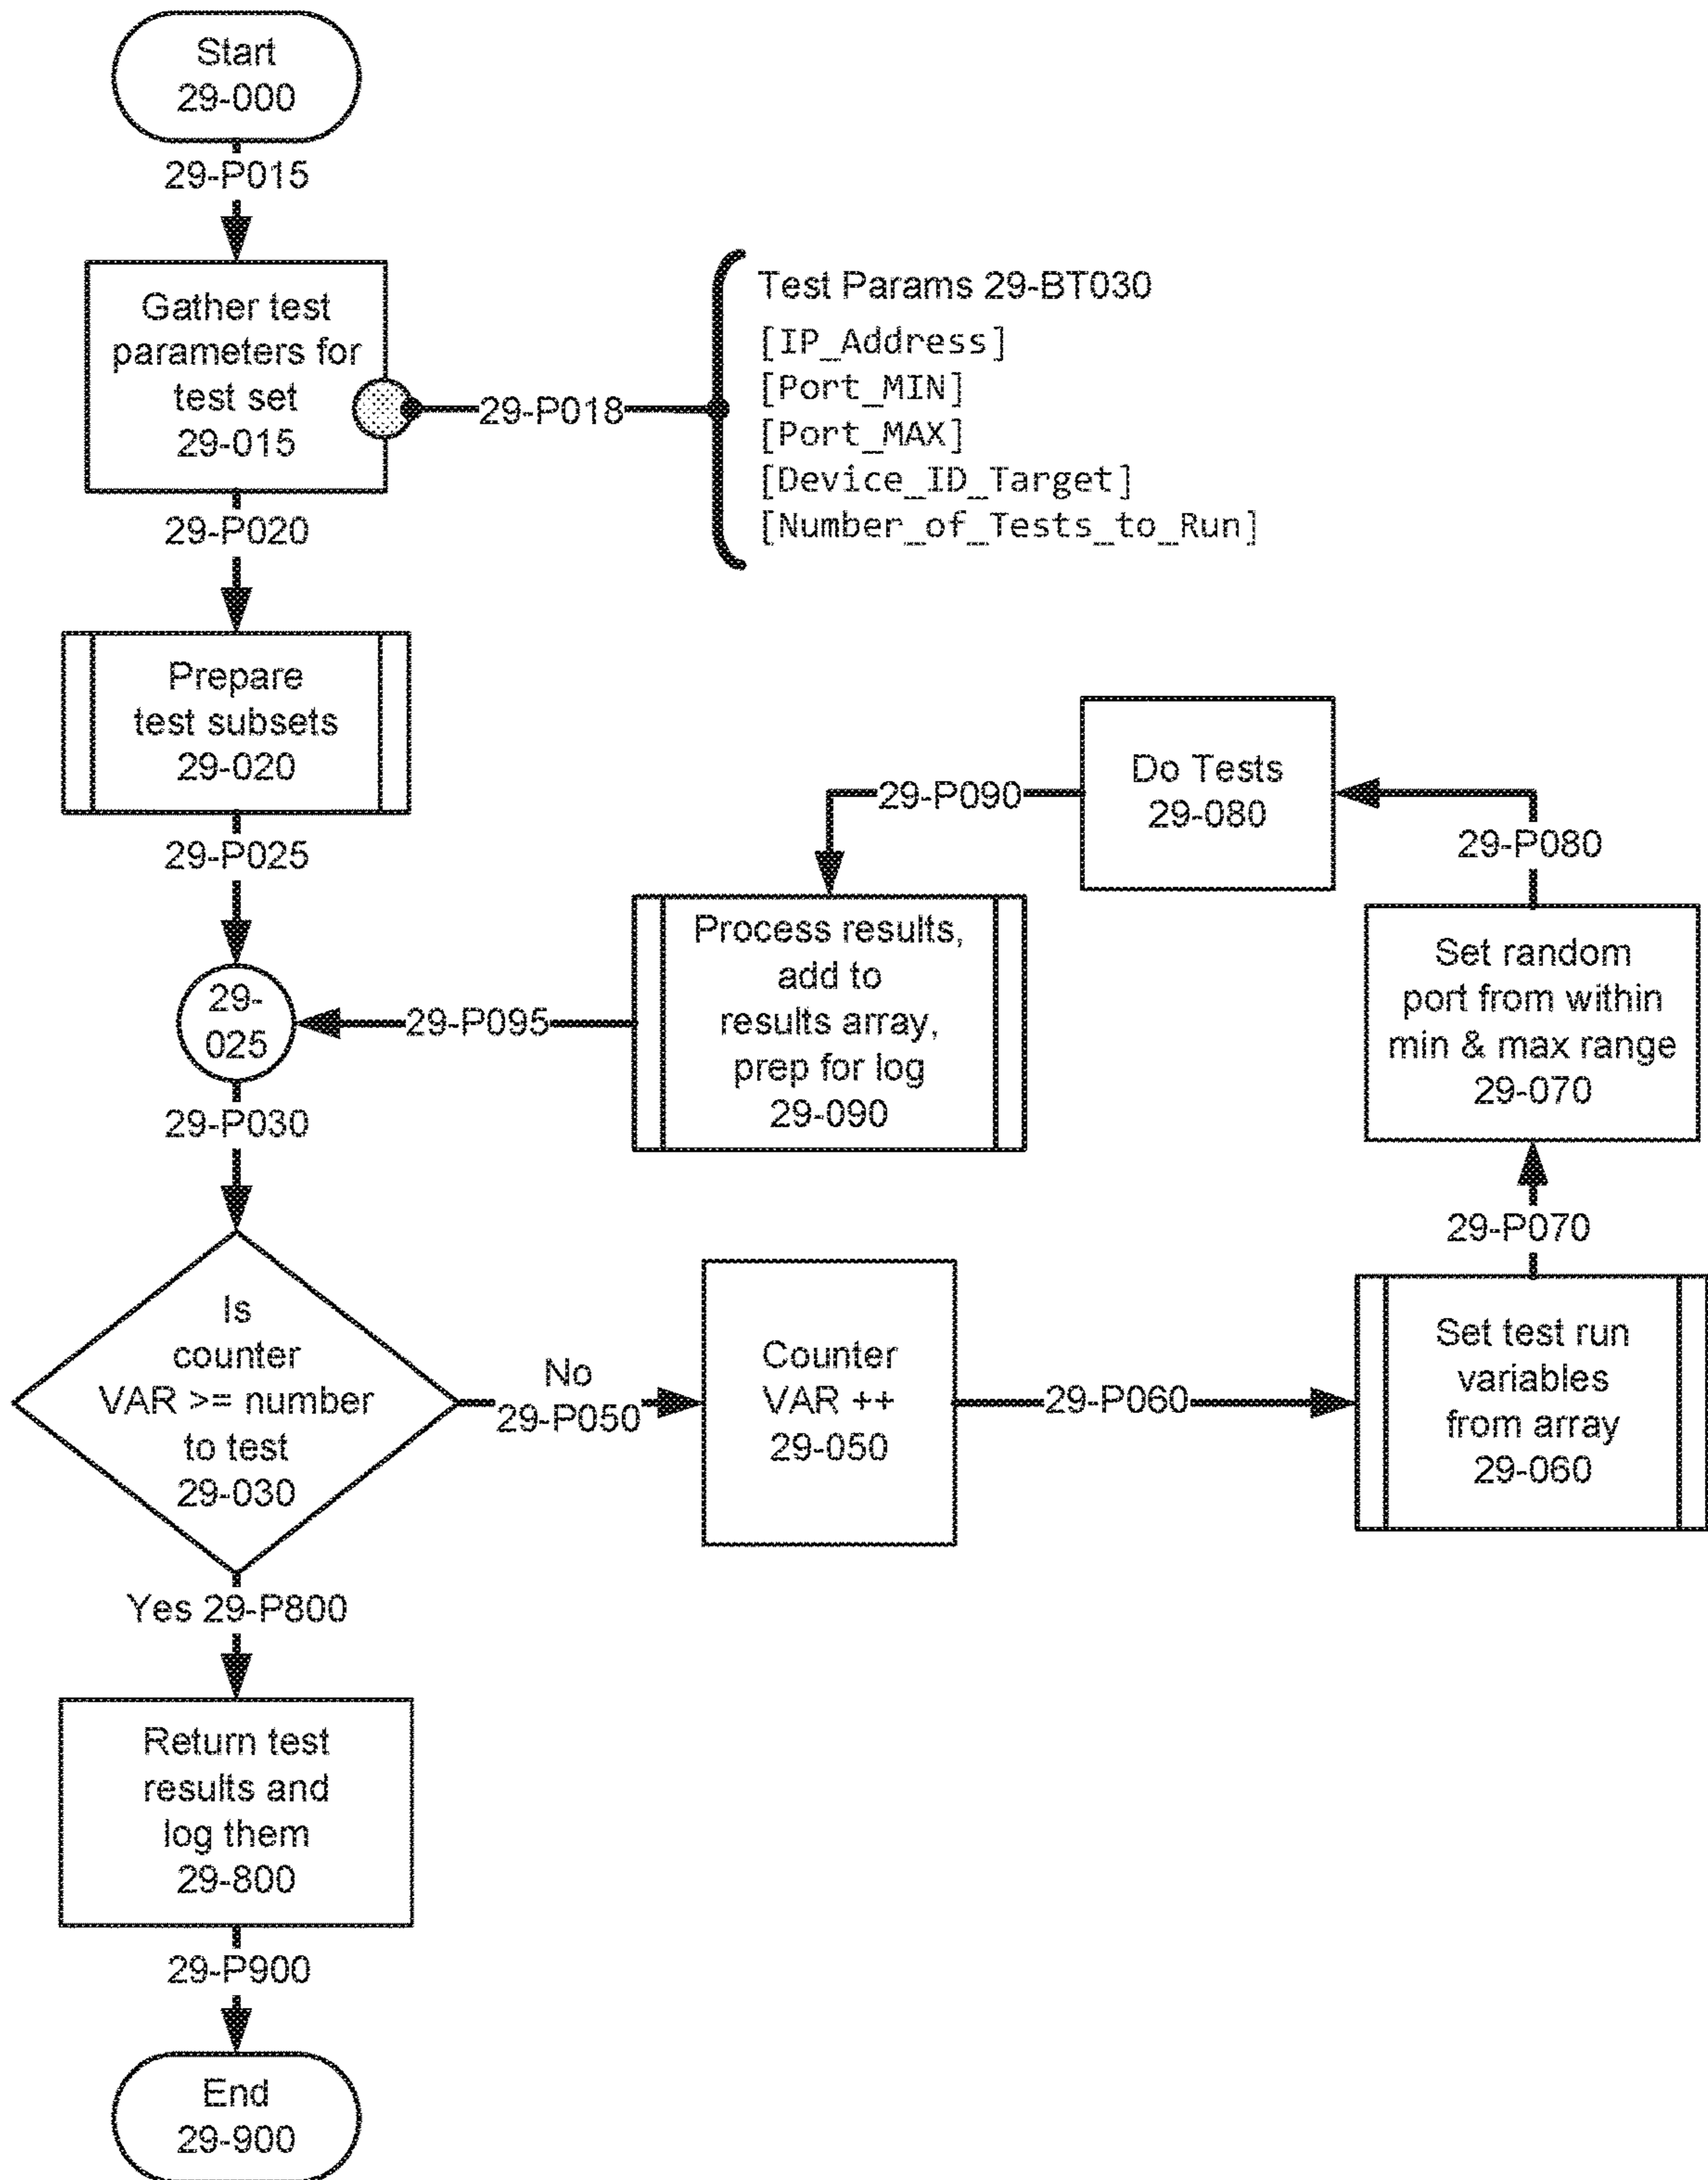 Start
29-000
29-P015
Gather test
parameters for
test set
29-015
29-P018
Test Params 29-BT030
[IP_Address]
[Port_MIN]
[Port_MAX]
[Device_ID_Target]
[Number_of_Tests_to_Run]
29-P020
Prepare
test subsets
29-020
29-P025
29-
025
29-P030
Is
counter
VAR >= number
to test
29-030
No
29-P050
Counter
VAR ++
29-050
29-P060
Set test run
variables
from array
29-060
29-P070
Set random
port from within
min & max range
29-070
29-P080
Do Tests
29-080
29-P090
Process results,
add to
results array,
prep for log
29-090
29-P095
Yes 29-P800
Return test
results and
log them
29-800
29-P900
End
29-900